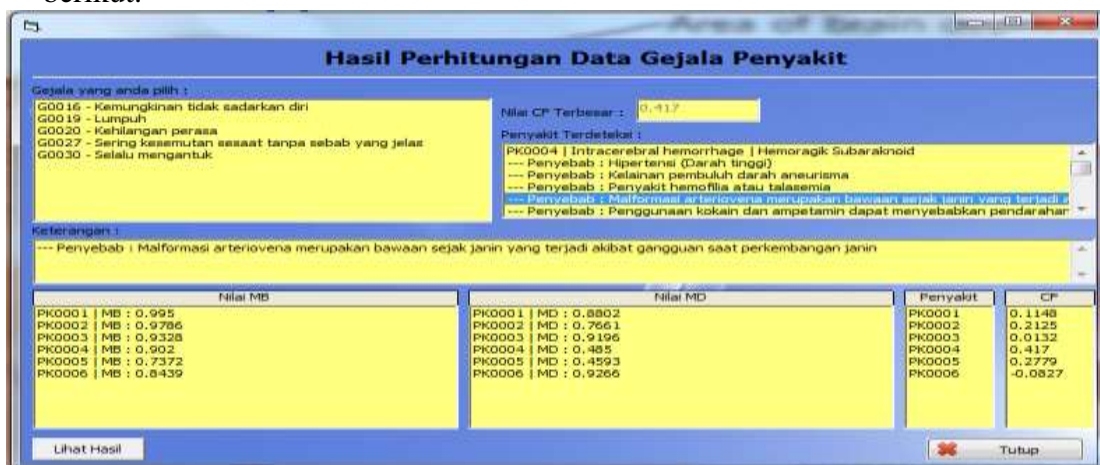 berikut:
Hasil Perhitungan Data Gejala Penyakit
Gejala yang anda pilih :
G0016 - Kemungkinan tidak sadarkan diri
G0019 - Lumpuh
G0020 - Kehilangan perasa
G0027 - Sering kesemutan sesaat tanpa sebab yang jelas
G0030 - Selalu mengantuk
Nilai CF Terbesar : 0.417
Penyakit Terdeteksi :
PK0004 | Intracerebral hemorrhage | Hemoragik Subaraknoid
--- Penyebab : Hipertensi (Darah tinggi)
--- Penyebab : Kelainan pembuluh darah aneurisma
--- Penyebab : Penyakit hemofilia atau talasemia
--- Penyebab : Malformasi arteriovena merupakan bawaan sejak janin yang terjadi a
--- Penyebab : Penggunaan kokain dan ampetamin dapat menyebabkan pendarahan
Keterangan :
--- Penyebab : Malformasi arteriovena merupakan bawaan sejak janin yang terjadi akibat gangguan saat perkembangan janin
Nilai MB
PK0001 | MB : 0.995
PK0002 | MB : 0.9786
PK0003 | MB : 0.9328
PK0004 | MB : 0.902
PK0005 | MB : 0.7372
PK0006 | MB : 0.8439
Nilai MD
PK0001 | MD : 0.8802
PK0002 | MD : 0.7661
PK0003 | MD : 0.9196
PK0004 | MD : 0.485
PK0005 | MD : 0.4593
PK0006 | MD : 0.9266
Penyakit
PK0001
PK0002
PK0003
PK0004
PK0005
PK0006
CF
0.1148
0.2125
0.0132
0.417
0.2779
-0.0827
Lihat Hasil
Tutup